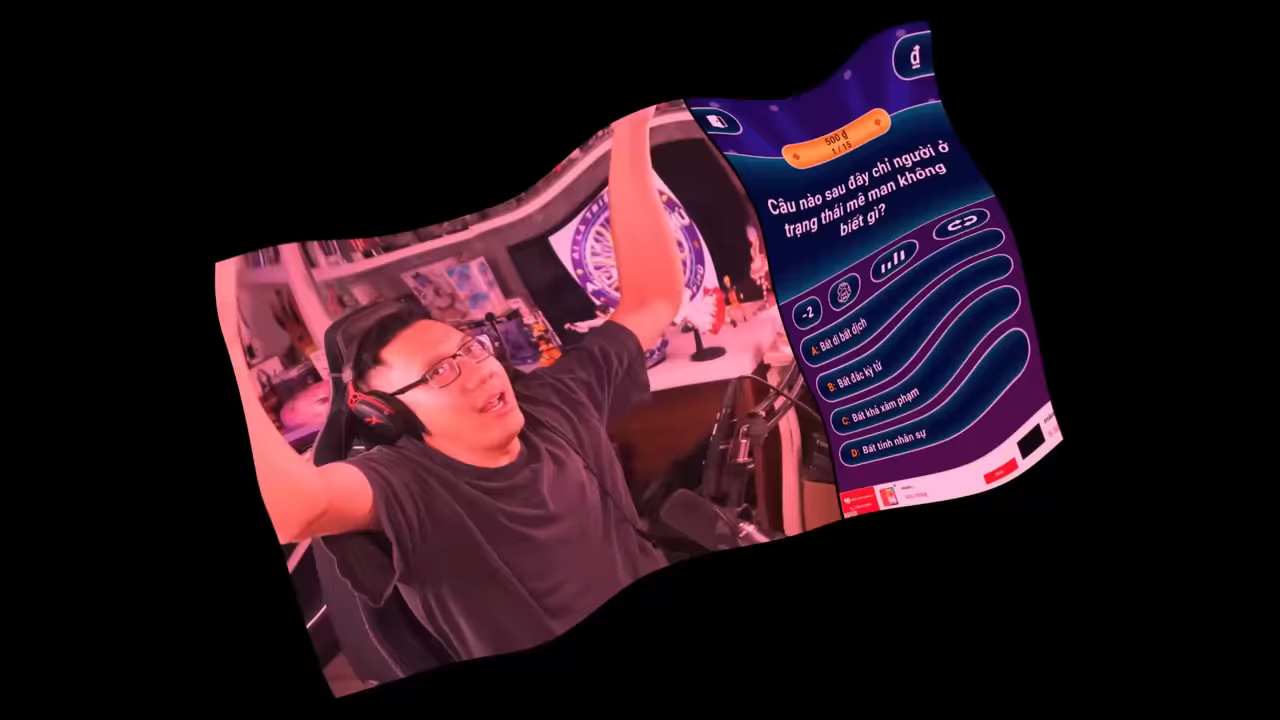 đ
500 ₫
1 / 15
Câu nào sau đây chỉ người ở
trạng thái mê man không
biết gì?
-2
A: Bất di bất dịch
B: Bất đắc kỳ tử
C: Bất khả xâm phạm
D: Bất tỉnh nhân sự